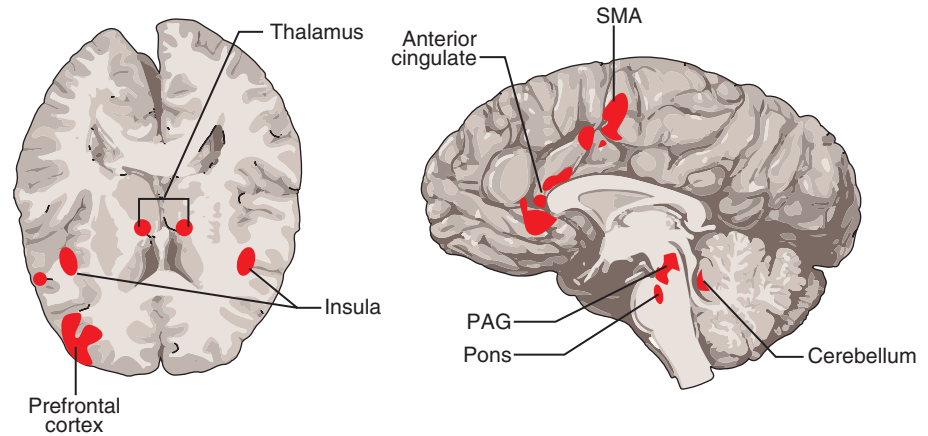 Thalamus
Insula
Prefrontal
cortex
SMA
Anterior
cingulate
PAG
Pons
Cerebellum